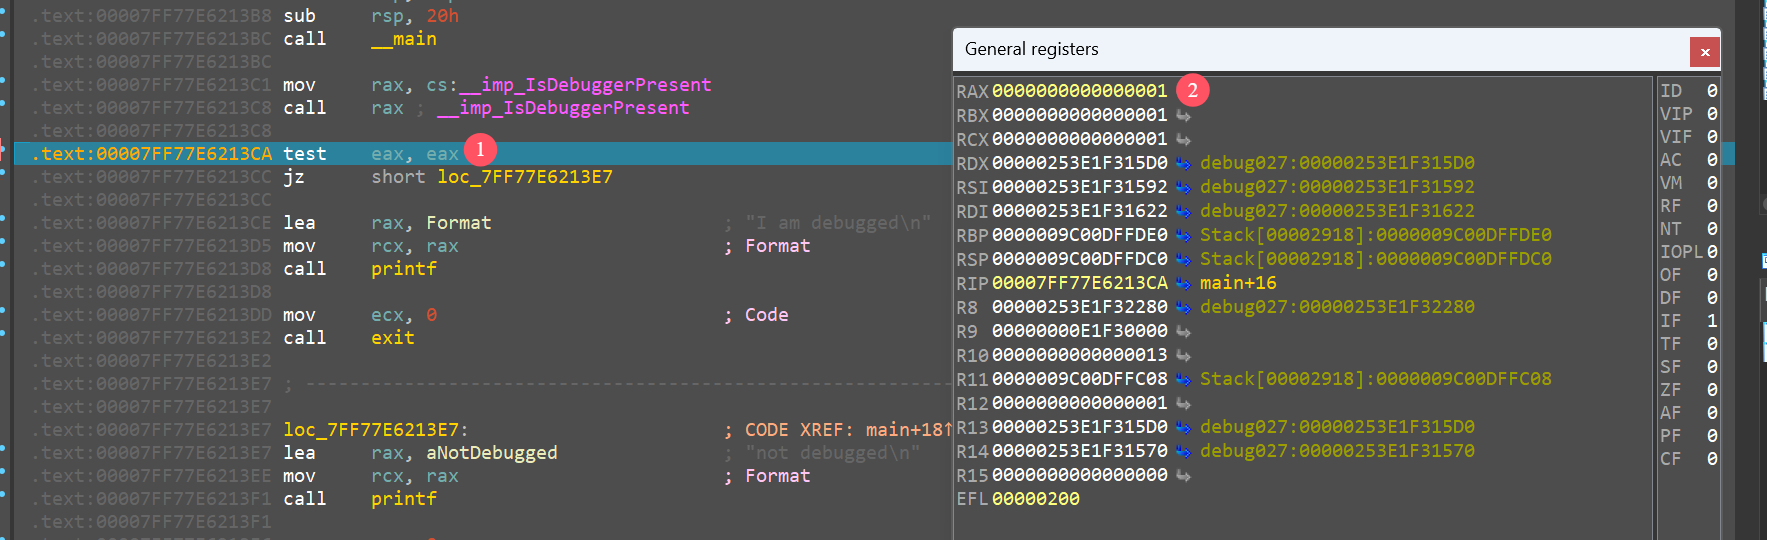 .text:00007FF77E6213B8 sub rsp, 20h
.text:00007FF77E6213BC call __main
.text:00007FF77E6213BC
.text:00007FF77E6213C1 mov rax, cs:__imp_IsDebuggerPresent
.text:00007FF77E6213C8 call rax ; __imp_IsDebuggerPresent
.text:00007FF77E6213C8
.text:00007FF77E6213CA test eax, eax 1
.text:00007FF77E6213CC jz short loc_7FF77E6213E7
.text:00007FF77E6213CC
.text:00007FF77E6213CE lea rax, Format ; "I am debugged\n"
.text:00007FF77E6213D5 mov rcx, rax ; Format
.text:00007FF77E6213D8 call printf
.text:00007FF77E6213D8
.text:00007FF77E6213DD mov ecx, 0 ; Code
.text:00007FF77E6213E2 call exit
.text:00007FF77E6213E2
.text:00007FF77E6213E7 ; ------------------------------------------------------------
.text:00007FF77E6213E7
.text:00007FF77E6213E7 loc_7FF77E6213E7: ; CODE XREF: main+18↑
.text:00007FF77E6213E7 lea rax, aNotDebugged ; "not debugged\n"
.text:00007FF77E6213EE mov rcx, rax ; Format
.text:00007FF77E6213F1 call printf
.text:00007FF77E6213F1
General registers
x
RAX 0000000000000001 2
RBX 0000000000000001
RCX 0000000000000001
RDX 00000253E1F315D0 debug027:00000253E1F315D0
RSI 00000253E1F31592 debug027:00000253E1F31592
RDI 00000253E1F31622 debug027:00000253E1F31622
RBP 0000009C00DFFDE0 Stack[00002918]:0000009C00DFFDE0
RSP 0000009C00DFFDC0 Stack[00002918]:0000009C00DFFDC0
RIP 00007FF77E6213CA main+16
R8 00000253E1F32280 debug027:00000253E1F32280
R9 00000000E1F30000
R10 0000000000000013
R11 0000009C00DFFC08 Stack[00002918]:0000009C00DFFC08
R12 0000000000000001
R13 00000253E1F315D0 debug027:00000253E1F315D0
R14 00000253E1F31570 debug027:00000253E1F31570
R15 0000000000000000
EFL 00000200
ID 0
VIP 0
VIF 0
AC 0
VM 0
RF 0
NT 0
IOPL 0
OF 0
DF 0
IF 1
TF 0
SF 0
ZF 0
AF 0
PF 0
CF 0